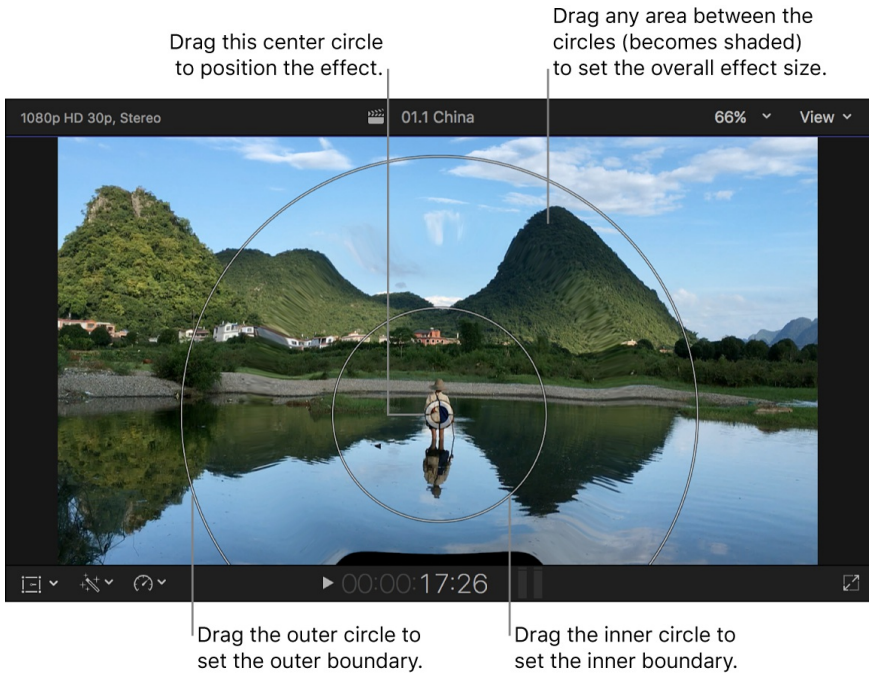 Drag this center circle
to position the effect.
Drag any area between the
circles (becomes shaded)
to set the overall effect size.
1080p HD 30p, Stereo
01.1 China
66%
View
00:00:17:26
Drag the outer circle to
set the outer boundary.
Drag the inner circle to
set the inner boundary.